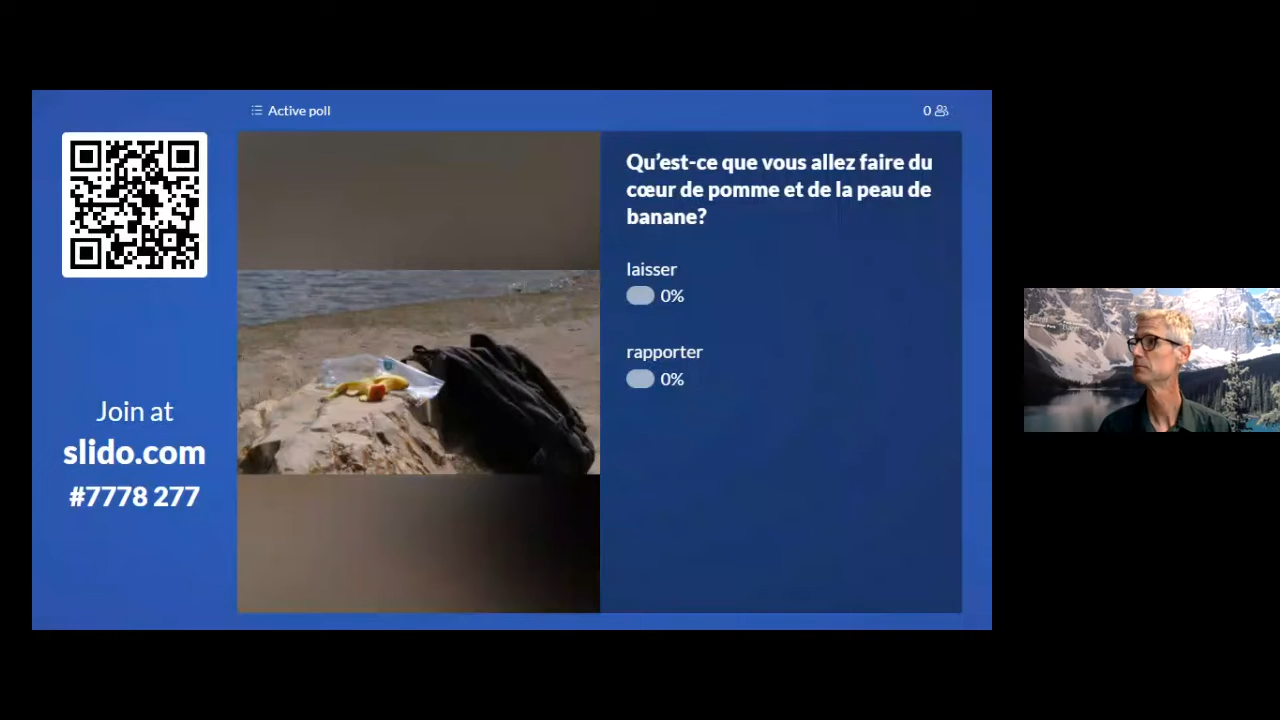 Active poll
0
Qu’est-ce que vous allez faire du
cœur de pomme et de la peau de
banane?
laisser
0%
rapporter
0%
Join at
slido.com
#7778 277